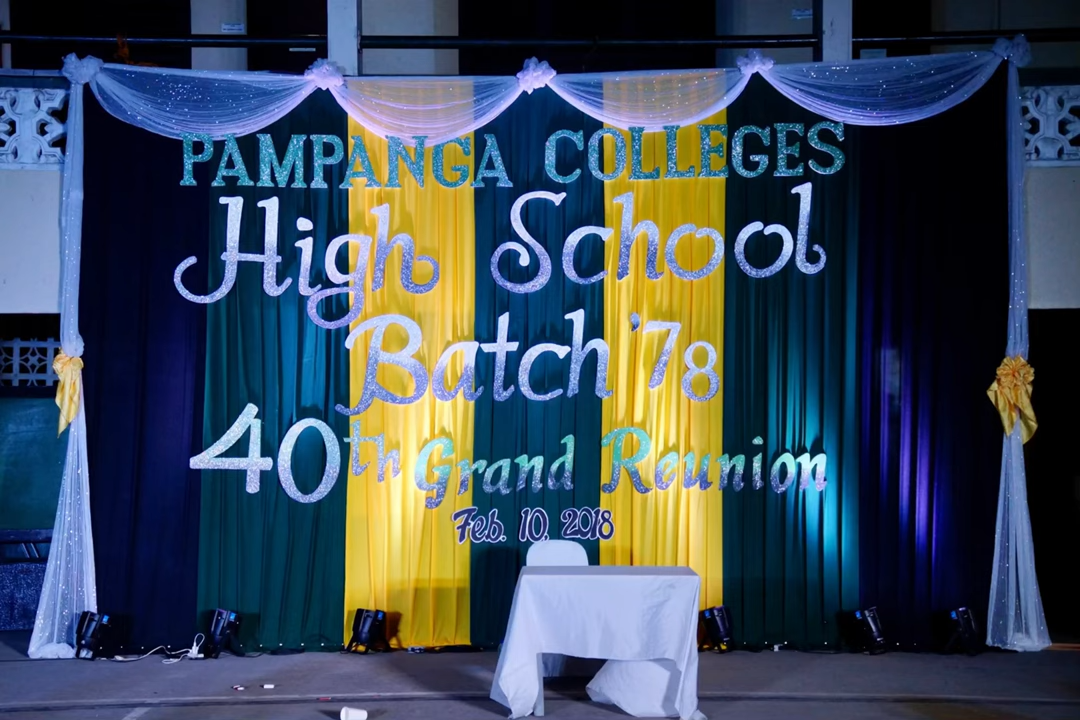 PAMPANGA COLLEGES
High School
Batch '78
40th Grand Reunion
Feb. 10, 2018